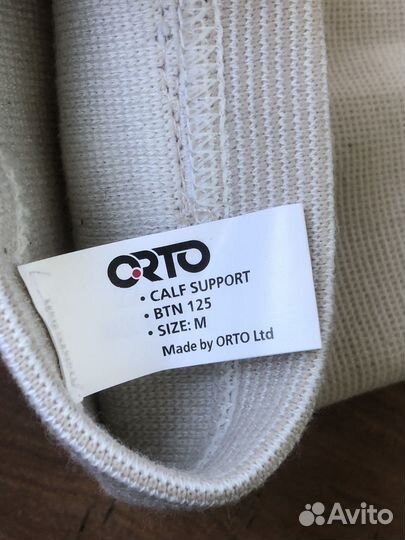 ORTO
• CALF SUPPORT
• BTN 125
• SIZE: M
Made by ORTO Ltd
Avito